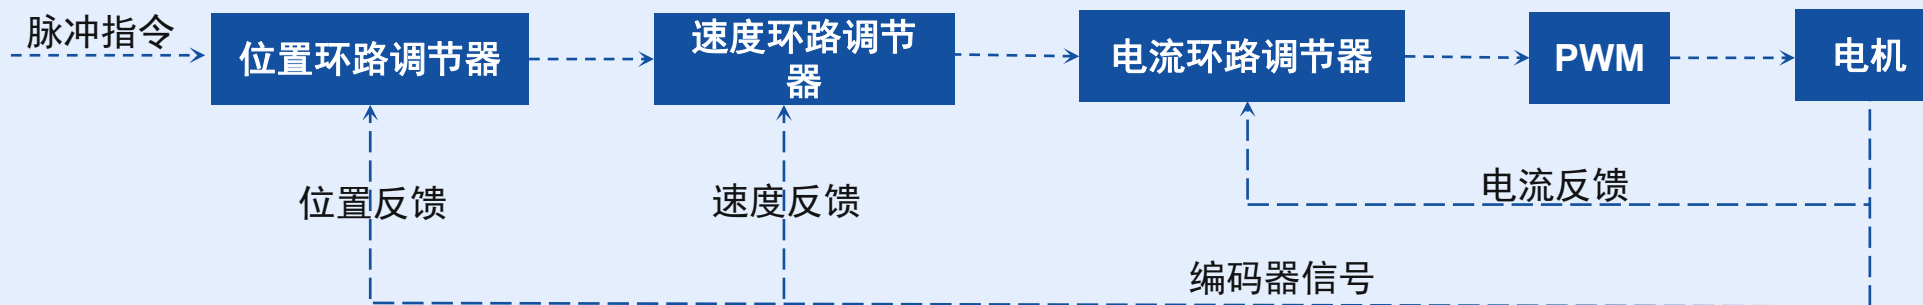 脉冲指令
位置环路调节器
速度环路调节
器
电流环路调节器
PWM
电机
位置反馈
速度反馈
电流反馈
编码器信号